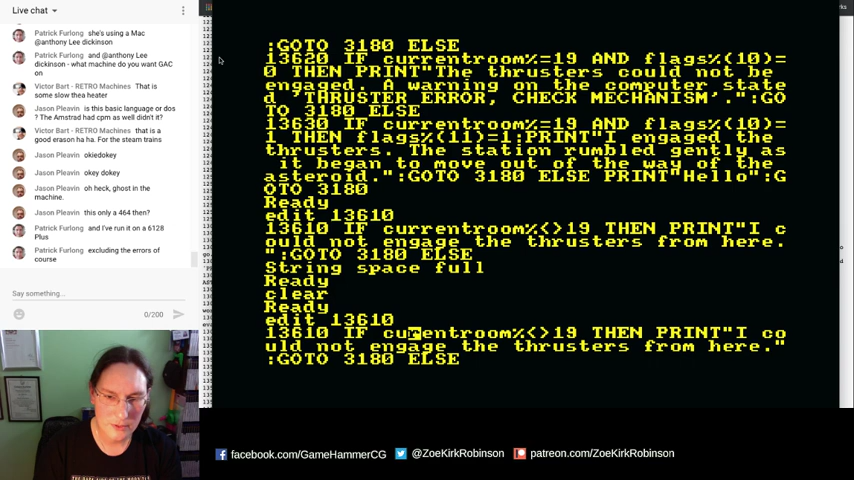 Live chat
Patrick Furlong she's using a Mac
@anthony Lee dickinson
Patrick Furlong and @anthony Lee
dickinson - what machine do you want GAC
on
Victor Bart - RETRO Machines That is
some slow thea heater
Jason Pleavin is this basic language or dos
? The Amstrad had cpm as well didn't it?
Victor Bart - RETRO Machines that is a
good erason ha ha. For the steam trains
Jason Pleavin okiedokey
Jason Pleavin okey dokey
Jason Pleavin oh heck, ghost in the
machine.
Jason Pleavin this only a 464 then?
Patrick Furlong and I've run it on a 6128
Plus
Patrick Furlong excluding the errors of
course
Say something...
0/200
:GOTO 3180 ELSE
13620 IF currentroom%=19 AND flags%(10)=
0 THEN PRINT"The thrusters could not be
engaged. A warning on the computer state
d 'THRUSTER ERROR, CHECK MECHANISM'.":GO
TO 3180 ELSE
13630 IF currentroom%=19 AND flags%(10)=
1 THEN flags%(11)=1:PRINT"I engaged the
thrusters. The station rumbled gently as
it began to move out of the way of the
asteroid.":GOTO 3180 ELSE PRINT"Hello":G
OTO 3180
Ready
edit 13610
13610 IF currentroom%<>19 THEN PRINT"I c
ould not engage the thrusters from here.
":GOTO 3180 ELSE
String space full
Ready
clear
Ready
edit 13610
13610 IF currentroom%<>19 THEN PRINT"I co
uld not engage the thrusters from here."
:GOTO 3180 ELSE
facebook.com/GameHammerCG
@ZoeKirkRobinson
patreon.com/ZoeKirkRobinson